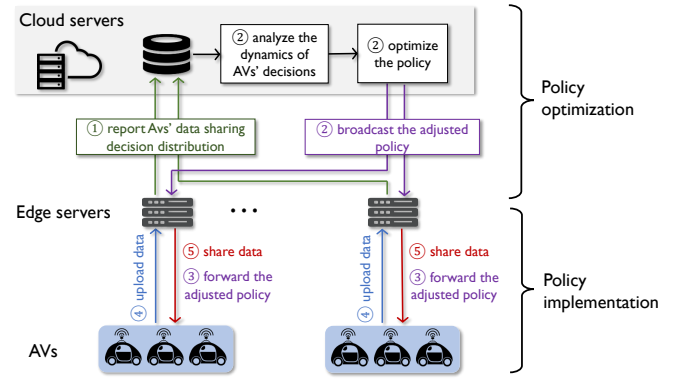 Cloud servers
② analyze the
dynamics of
AVs' decisions
② optimize
the policy
Policy
optimization
① report Avs' data sharing
decision distribution
② broadcast the adjusted
policy
Edge servers
...
④ upload data
⑤ share data
③ forward the
adjusted policy
④ upload data
⑤ share data
③ forward the
adjusted policy
Policy
implementation
AVs